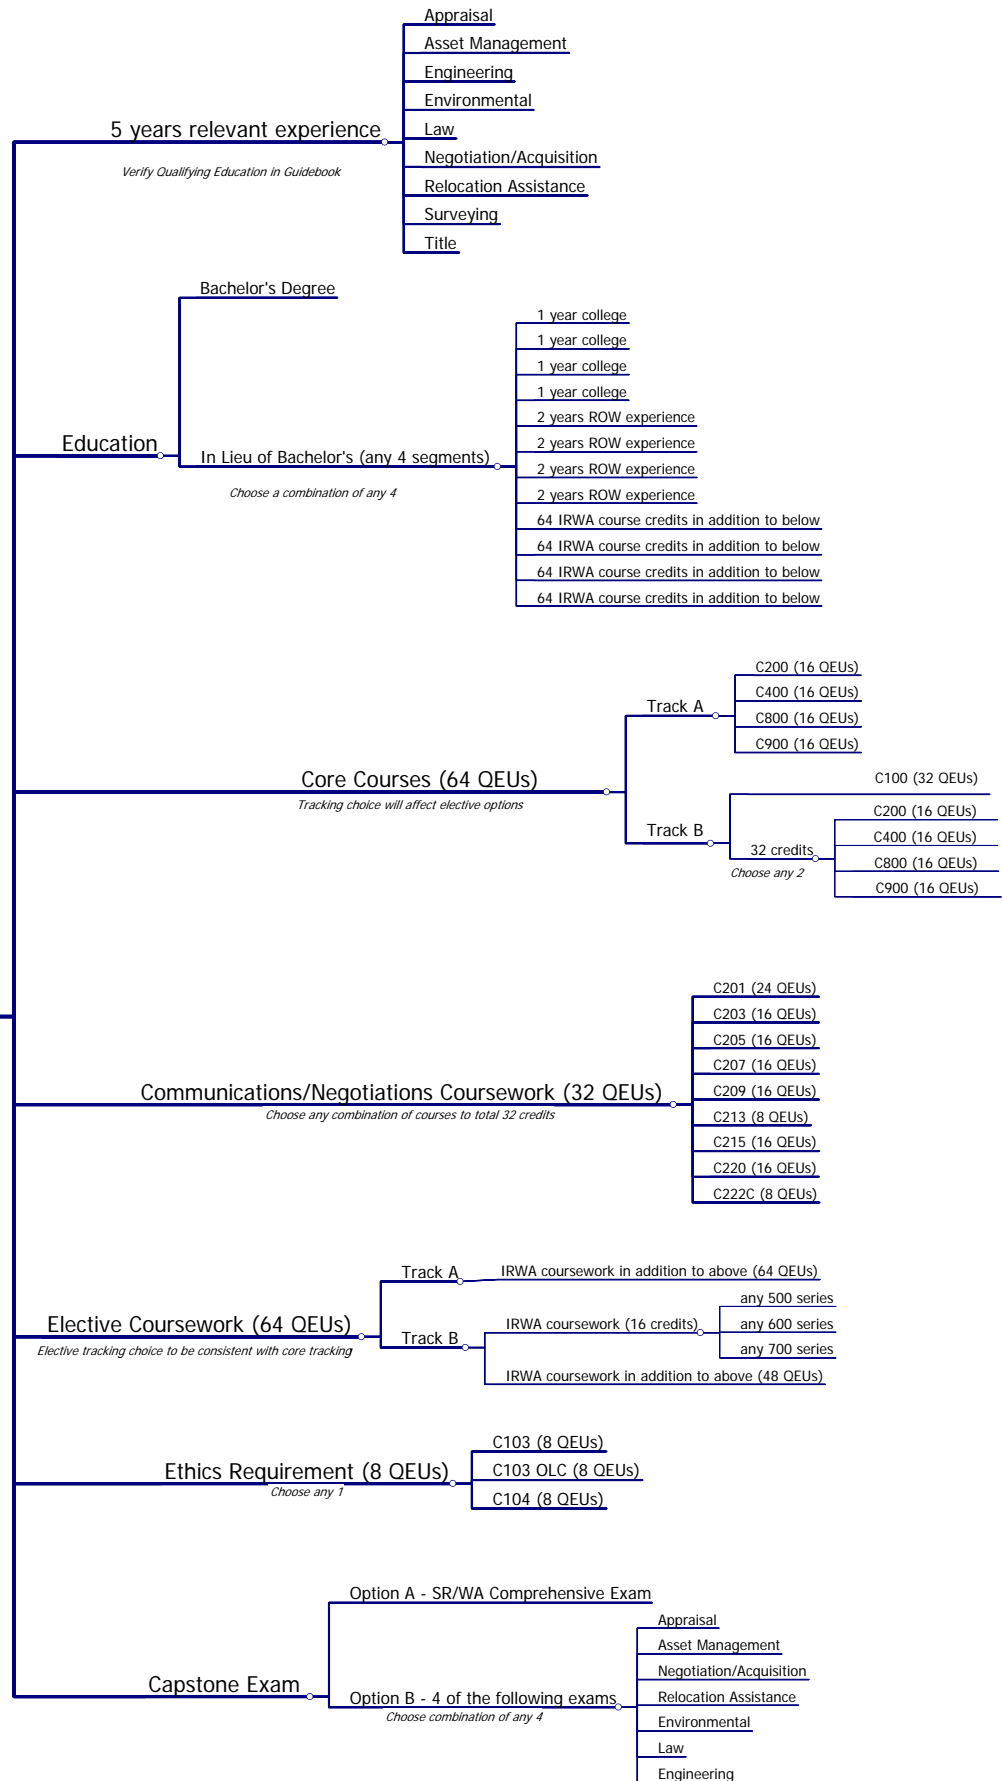 Appraisal
Asset Management
Engineering
Environmental
Law
Negotiation/Acquisition
Relocation Assistance
Surveying
Title
5 years relevant experience
Verify Qualifying Education in Guidebook
Bachelor's Degree
1 year college
1 year college
1 year college
1 year college
2 years ROW experience
2 years ROW experience
2 years ROW experience
2 years ROW experience
64 IRWA course credits in addition to below
64 IRWA course credits in addition to below
64 IRWA course credits in addition to below
64 IRWA course credits in addition to below
Education
In Lieu of Bachelor's (any 4 segments)
Choose a combination of any 4
Core Courses (64 QEUs)
Tracking choice will affect elective options
Track A
C200 (16 QEUs)
C400 (16 QEUs)
C800 (16 QEUs)
C900 (16 QEUs)
Track B
C100 (32 QEUs)
32 credits
Choose any 2
C200 (16 QEUs)
C400 (16 QEUs)
C800 (16 QEUs)
C900 (16 QEUs)
Communications/Negotiations Coursework (32 QEUs)
Choose any combination of courses to total 32 credits
C201 (24 QEUs)
C203 (16 QEUs)
C205 (16 QEUs)
C207 (16 QEUs)
C209 (16 QEUs)
C213 (8 QEUs)
C215 (16 QEUs)
C220 (16 QEUs)
C222C (8 QEUs)
Elective Coursework (64 QEUs)
Elective tracking choice to be consistent with core tracking
Track A
IRWA coursework in addition to above (64 QEUs)
Track B
IRWA coursework (16 credits)
any 500 series
any 600 series
any 700 series
IRWA coursework in addition to above (48 QEUs)
Ethics Requirement (8 QEUs)
Choose any 1
C103 (8 QEUs)
C103 OLC (8 QEUs)
C104 (8 QEUs)
Capstone Exam
Option A - SR/WA Comprehensive Exam
Option B - 4 of the following exams
Choose combination of any 4
Appraisal
Asset Management
Negotiation/Acquisition
Relocation Assistance
Environmental
Law
Engineering